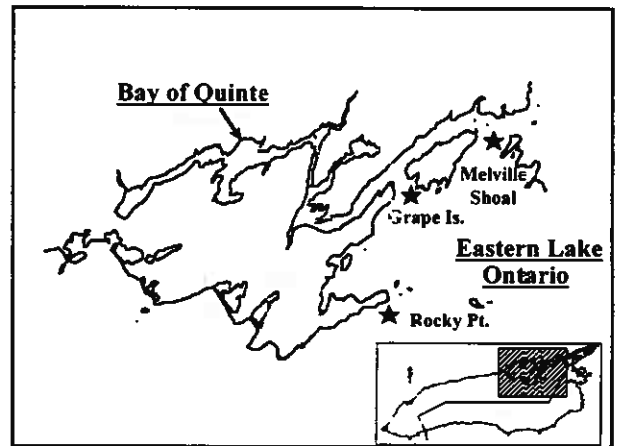 Bay of Quinte
Melville
Shoal
Grape Is.
Eastern Lake
Ontario
Rocky Pt.